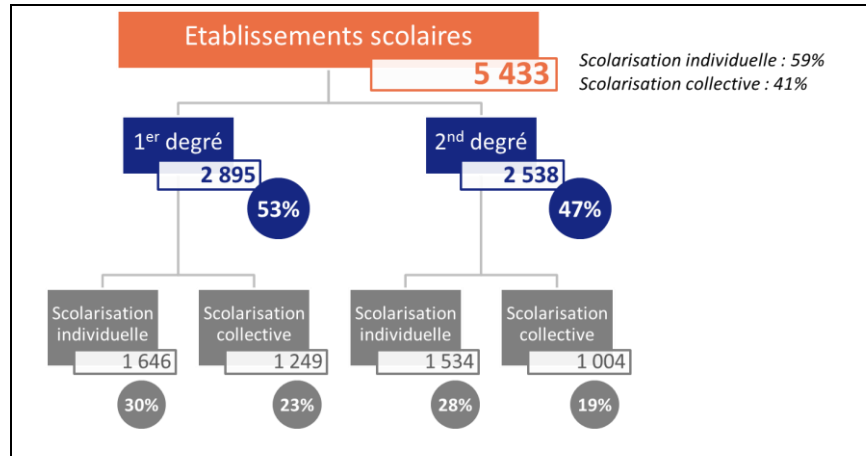 Etablissements scolaires
5 433
Scolarisation individuelle : 59%
Scolarisation collective : 41%
1er degré
2 895
53%
2nd degré
2 538
47%
Scolarisation
individuelle
1 646
30%
Scolarisation
collective
1 249
23%
Scolarisation
individuelle
1 534
28%
Scolarisation
collective
1 004
19%